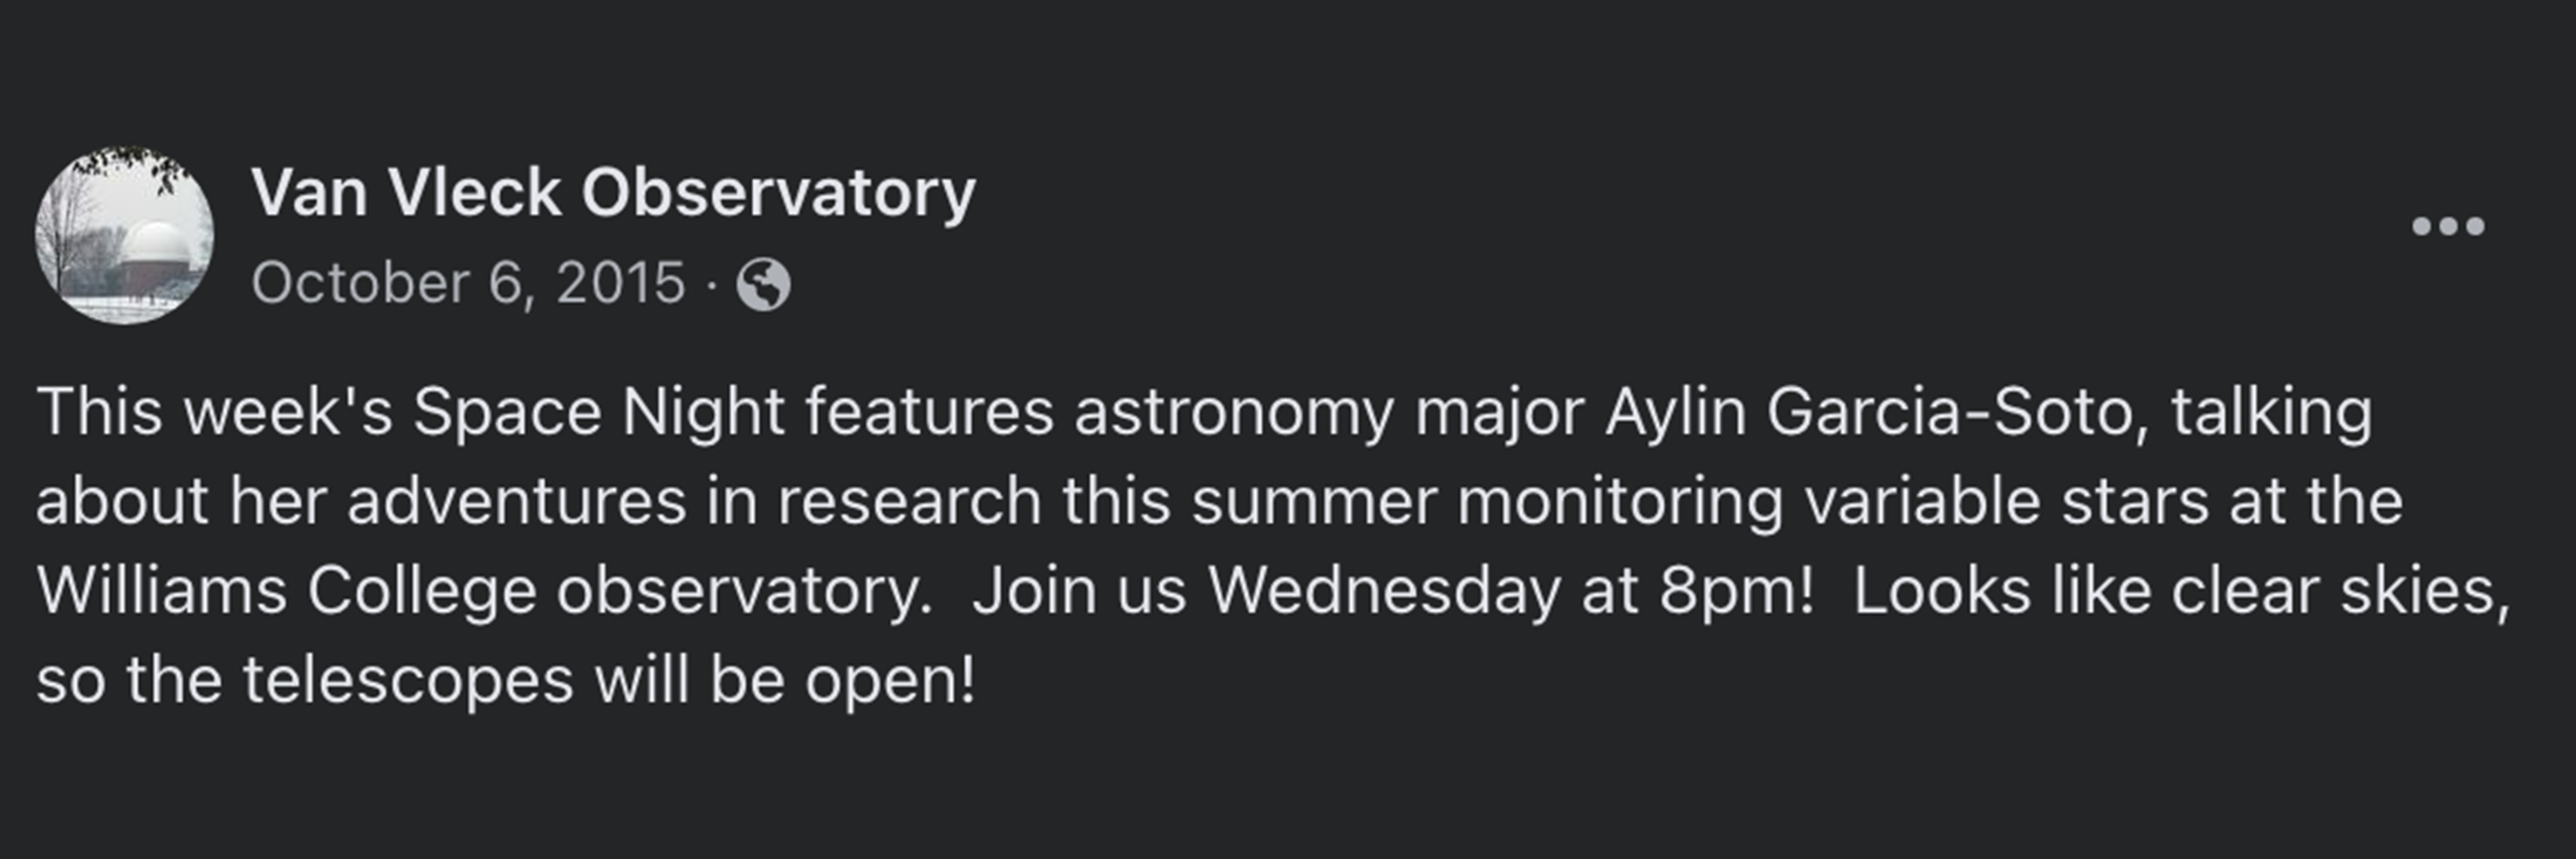 Van Vleck Observatory
October 6, 2015 ·
This week's Space Night features astronomy major Aylin Garcia-Soto, talking
about her adventures in research this summer monitoring variable stars at the
Williams College observatory.  Join us Wednesday at 8pm!  Looks like clear skies,
so the telescopes will be open!